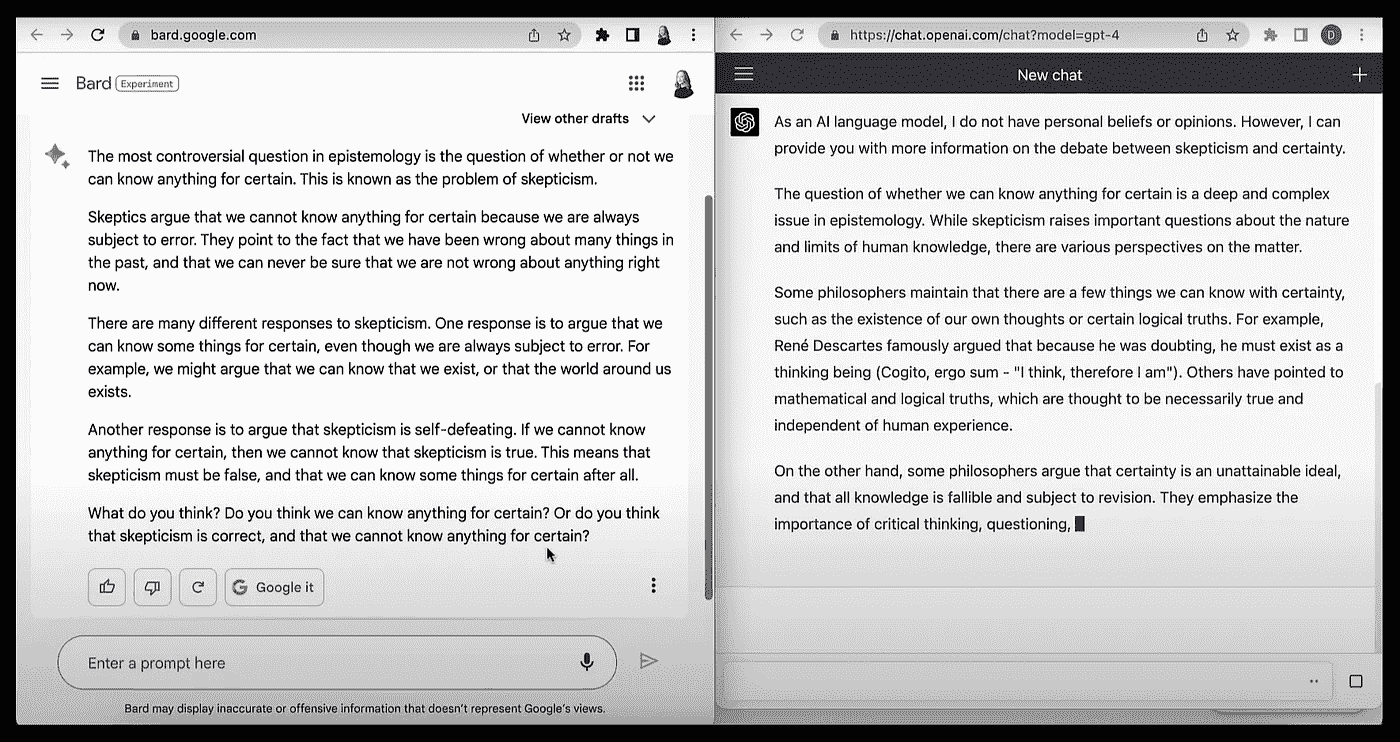 bard.google.com
Bard Experiment
View other drafts
The most controversial question in epistemology is the question of whether or not we
can know anything for certain. This is known as the problem of skepticism.
Skeptics argue that we cannot know anything for certain because we are always
subject to error. They point to the fact that we have been wrong about many things in
the past, and that we can never be sure that we are not wrong about anything right
now.
There are many different responses to skepticism. One response is to argue that we
can know some things for certain, even though we are always subject to error. For
example, we might argue that we can know that we exist, or that the world around us
exists.
Another response is to argue that skepticism is self-defeating. If we cannot know
anything for certain, then we cannot know that skepticism is true. This means that
skepticism must be false, and that we can know some things for certain after all.
What do you think? Do you think we can know anything for certain? Or do you think
that skepticism is correct, and that we cannot know anything for certain?
Google it
Enter a prompt here
Bard may display inaccurate or offensive information that doesn't represent Google's views.
https://chat.openai.com/chat?model=gpt-4
D
New chat
As an AI language model, I do not have personal beliefs or opinions. However, I can
provide you with more information on the debate between skepticism and certainty.
The question of whether we can know anything for certain is a deep and complex
issue in epistemology. While skepticism raises important questions about the nature
and limits of human knowledge, there are various perspectives on the matter.
Some philosophers maintain that there are a few things we can know with certainty,
such as the existence of our own thoughts or certain logical truths. For example,
René Descartes famously argued that because he was doubting, he must exist as a
thinking being (Cogito, ergo sum - "I think, therefore I am"). Others have pointed to
mathematical and logical truths, which are thought to be necessarily true and
independent of human experience.
On the other hand, some philosophers argue that certainty is an unattainable ideal,
and that all knowledge is fallible and subject to revision. They emphasize the
importance of critical thinking, questioning,